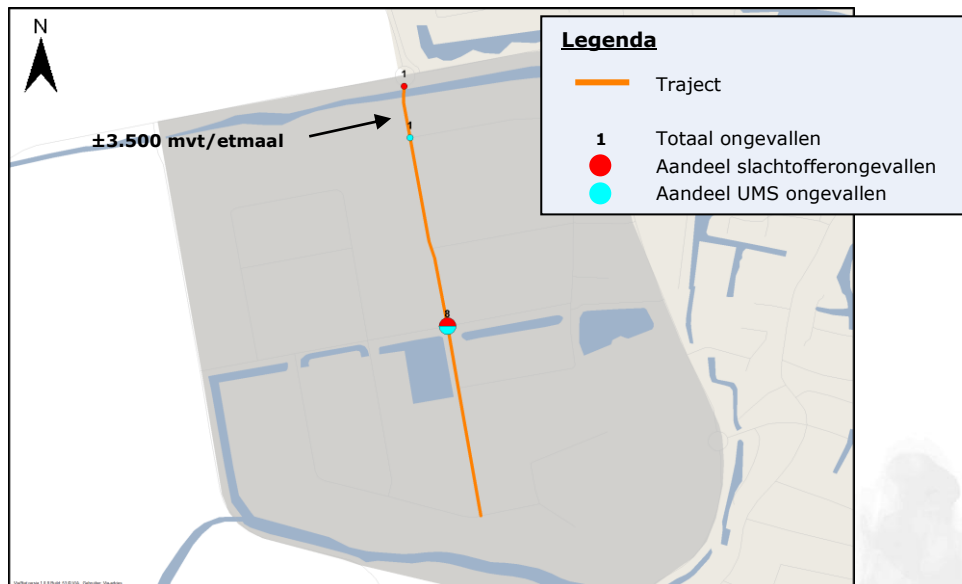 N
Legenda
Traject
1
Totaal ongevallen
Aandeel slachtofferongevallen
Aandeel UMS ongevallen
1
±3.500 mvt/etmaal
1
8